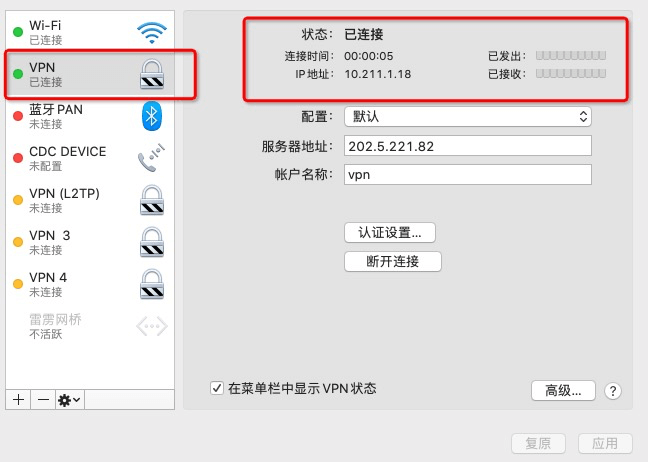 Wi-Fi
已连接
VPN
已连接
蓝牙 PAN
未连接
CDC DEVICE
未配置
VPN (L2TP)
未连接
VPN 3
未连接
VPN 4
未连接
雷雳网桥
不活跃
状态： 已连接
连接时间： 00:00:05 已发出：
IP 地址： 10.211.1.18 已接收：
配置： 默认
服务器地址： 202.5.221.82
帐户名称： vpn
认证设置...
断开连接
在菜单栏中显示 VPN 状态
高级... ?
复原 应用